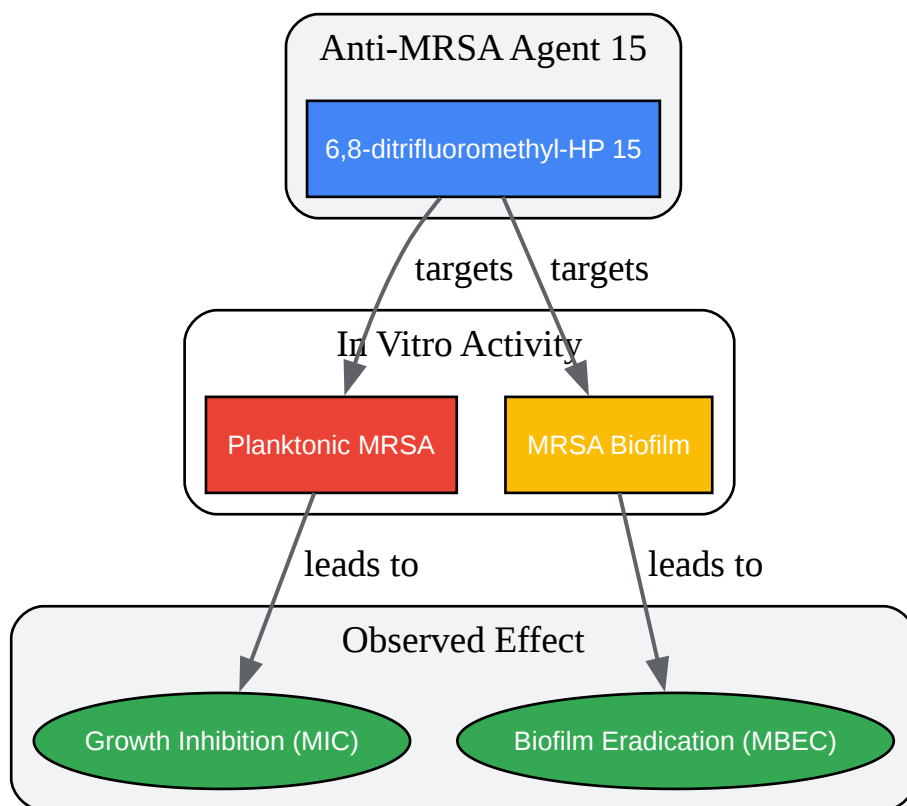 Anti-MRSA Agent 15
6,8-ditrifluoromethyl-HP 15
targets
targets
In Vitro Activity
Planktonic MRSA
MRSA Biofilm
leads to
leads to
Observed Effect
Growth Inhibition (MIC)
Biofilm Eradication (MBEC)